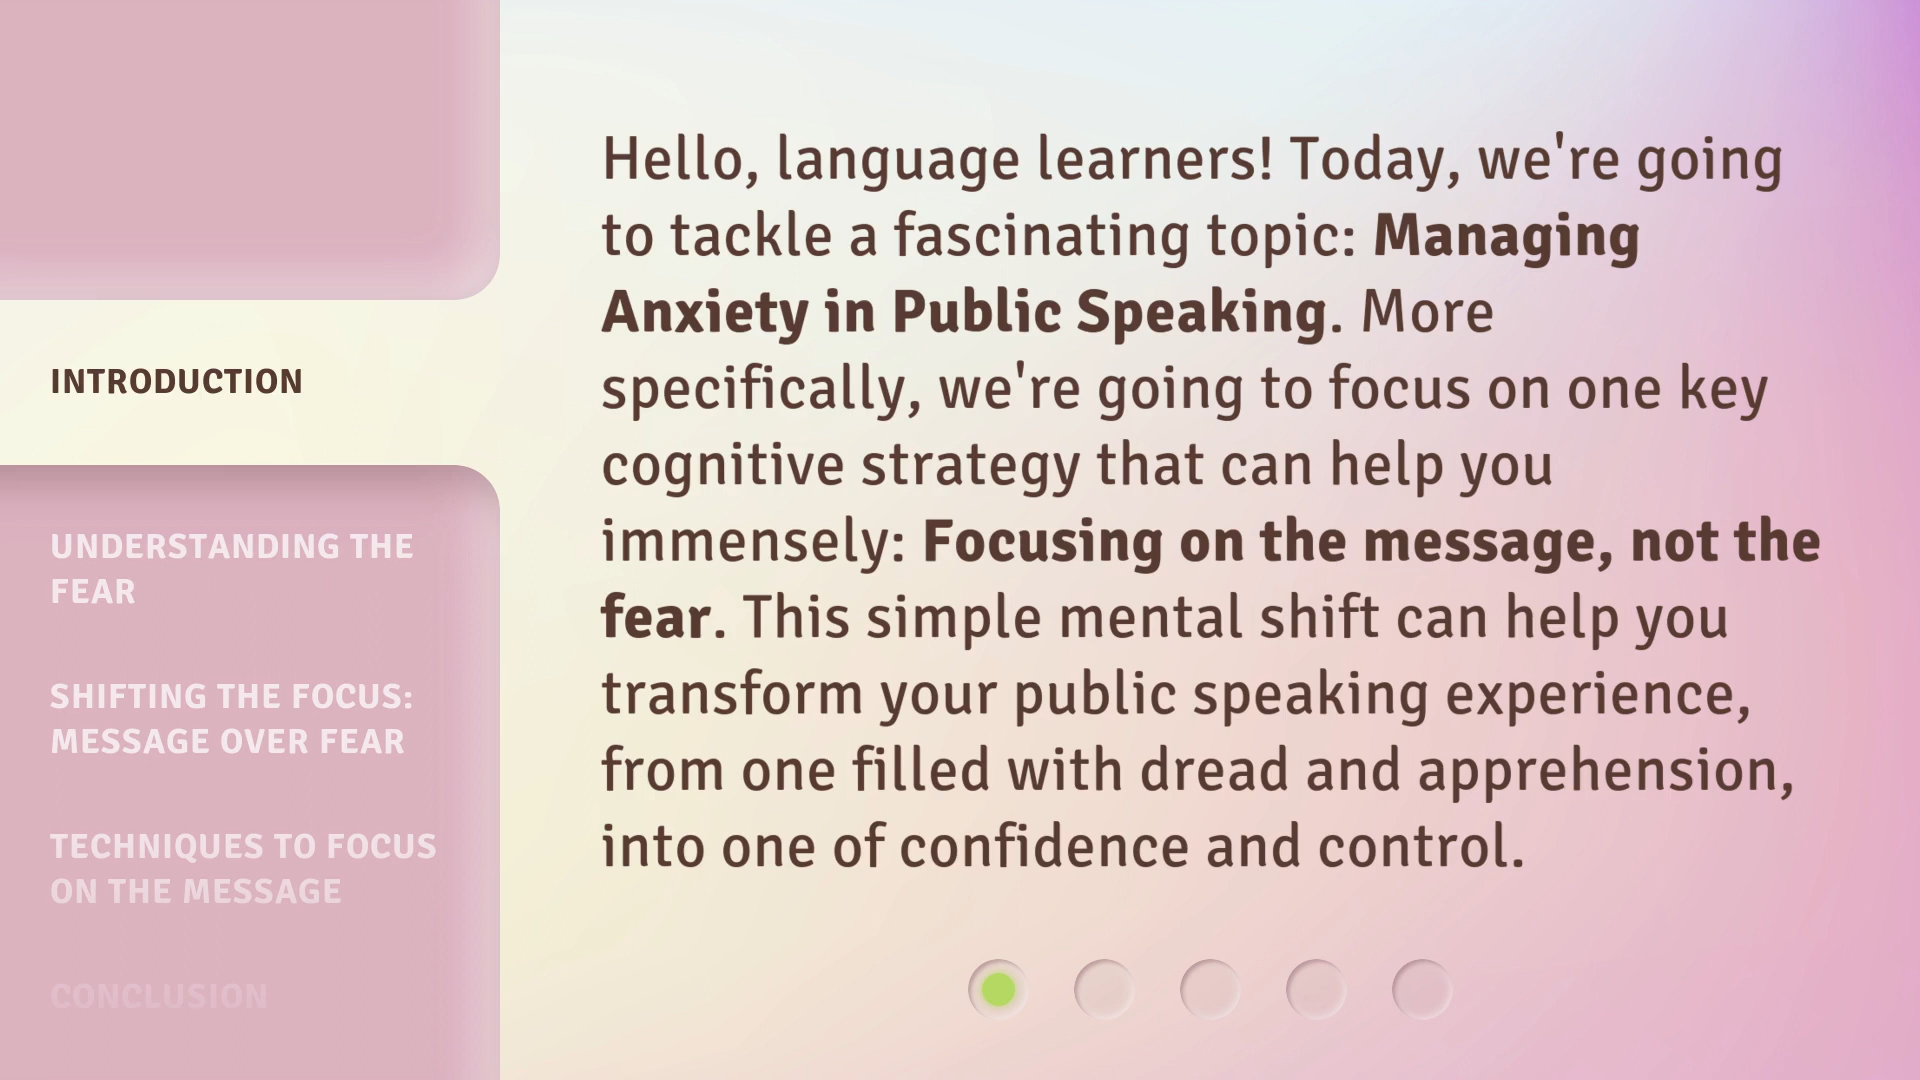 INTRODUCTION
UNDERSTANDING THE
FEAR
SHIFTING THE FOCUS:
MESSAGE OVER FEAR
TECHNIQUES TO FOCUS
ON THE MESSAGE
CONCLUSION
Hello, language learners! Today, we're going
to tackle a fascinating topic: Managing
Anxiety in Public Speaking. More
specifically, we're going to focus on one key
cognitive strategy that can help you
immensely: Focusing on the message, not the
fear. This simple mental shift can help you
transform your public speaking experience,
from one filled with dread and apprehension,
into one of confidence and control.